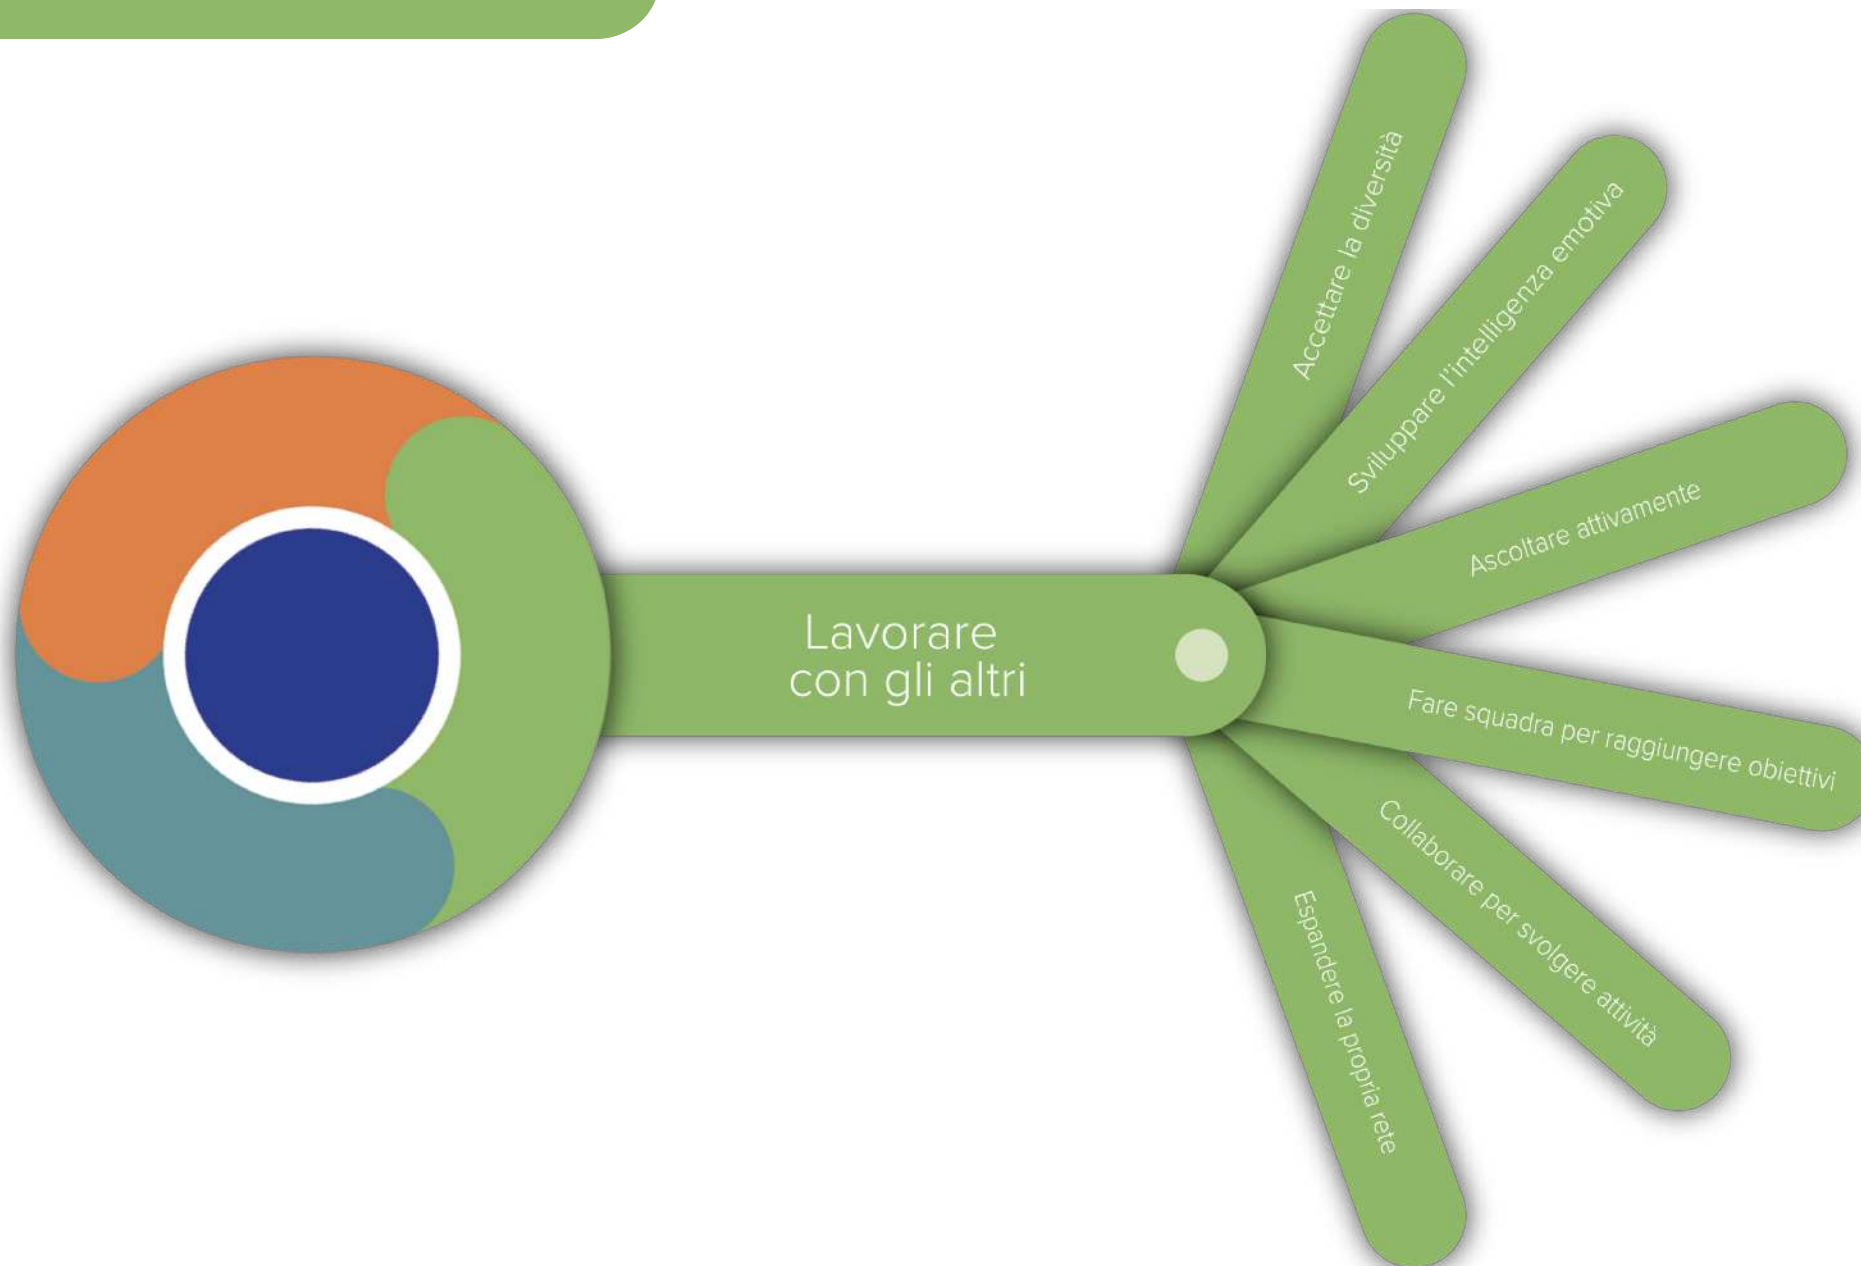 Lavorare
con gli altri
Accettare la diversità
Sviluppare l'intelligenza emotiva
Ascoltare attivamente
Fare squadra per raggiungere obiettivi
Collaborare per svolgere attività
Espandere la propria rete